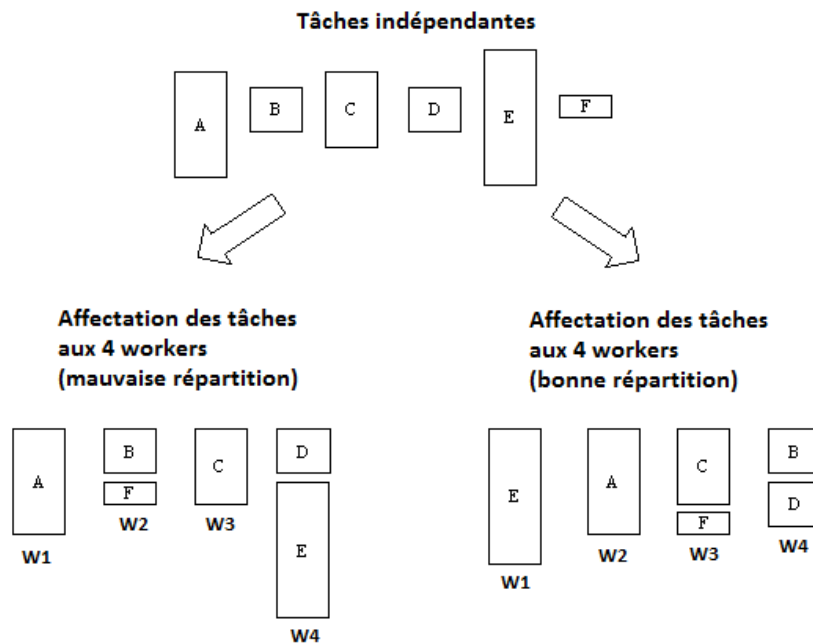 Tâches indépendantes
A
B
C
D
E
F
Affectation des tâches
aux 4 workers
(mauvaise répartition)
Affectation des tâches
aux 4 workers
(bonne répartition)
A
W1
B
F
W2
C
W3
D
E
W4
E
W1
A
W2
C
F
W3
B
D
W4